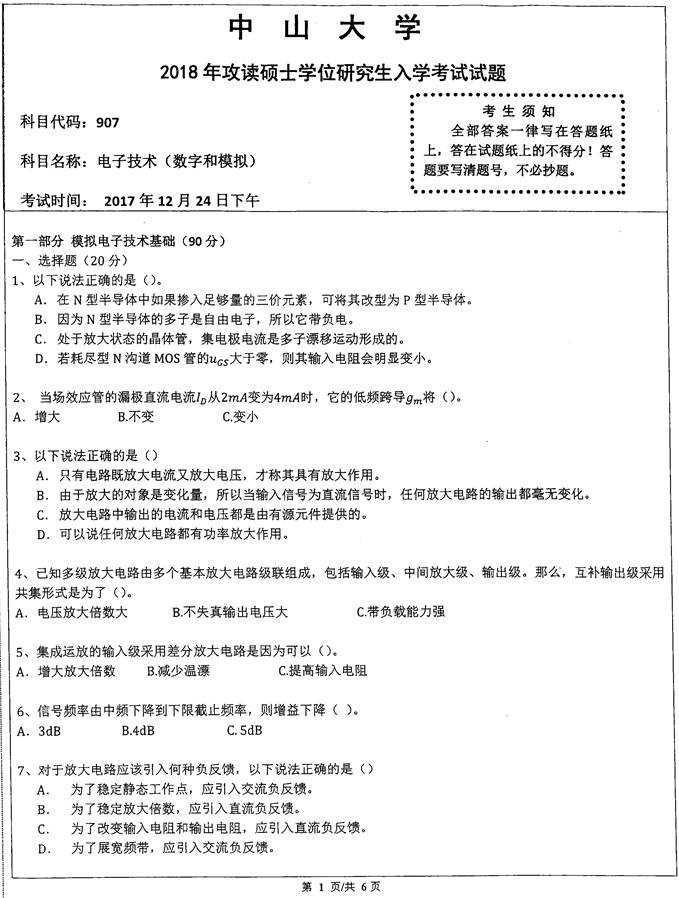 中 山 大 学
2018 年攻读硕士学位研究生入学考试试题
科目代码：907
科目名称：电子技术（数字和模拟）
考试时间： 2017 年 12 月 24 日下午
考 生 须 知
全部答案一律写在答题纸
上，答在试题纸上的不得分！答
题要写清题号，不必抄题。
第一部分 模拟电子技术基础（90 分）
一、选择题（20 分）
1、以下说法正确的是（）。
A. 在 N 型半导体中如果掺入足够量的三价元素，可将其改型为 P 型半导体。
B. 因为 N 型半导体的多子是自由电子，所以它带负电。
C. 处于放大状态的晶体管，集电极电流是多子漂移运动形成的。
D. 若耗尽型 N 沟道 MOS 管的u_GS大于零，则其输入电阻会明显变小。
2、 当场效应管的漏极直流电流I_D从2mA变为4mA时，它的低频跨导g_m将（）。
A. 增大 B.不变 C.变小
3、以下说法正确的是（）
A. 只有电路既放大电流又放大电压，才称其具有放大作用。
B. 由于放大的对象是变化量，所以当输入信号为直流信号时，任何放大电路的输出都毫无变化。
C. 放大电路中输出的电流和电压都是由有源元件提供的。
D. 可以说任何放大电路都有功率放大作用。
4、已知多级放大电路由多个基本放大电路级联组成，包括输入级、中间放大级、输出级。那么，互补输出级采用
共集形式是为了（）。
A. 电压放大倍数大 B.不失真输出电压大 C.带负载能力强
5、集成运放的输入级采用差分放大电路是因为可以（）。
A. 增大放大倍数 B.减少温漂 C.提高输入电阻
6、信号频率由中频下降到下限截止频率，则增益下降（ ）。
A. 3dB B.4dB C. 5dB
7、对于放大电路应该引入何种负反馈，以下说法正确的是（）
A. 为了稳定静态工作点，应引入交流负反馈。
B. 为了稳定放大倍数，应引入直流负反馈。
C. 为了改变输入电阻和输出电阻，应引入直流负反馈。
D. 为了展宽频带，应引入交流负反馈。
第 1 页/共 6 页